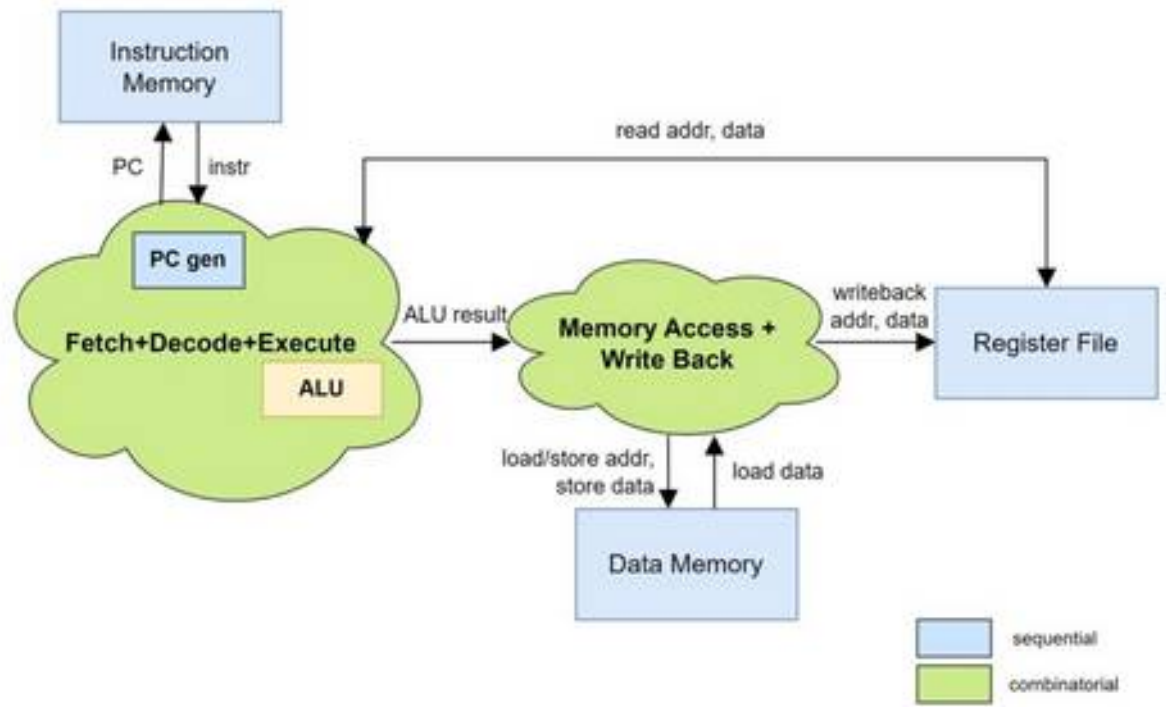 Instruction
Memory
read addr, data
PC
instr
PC gen
Fetch+Decode+Execute
ALU
ALU result
Memory Access +
Write Back
writeback
addr, data
Register File
load/store addr,
store data
load data
Data Memory
sequential
combinatorial